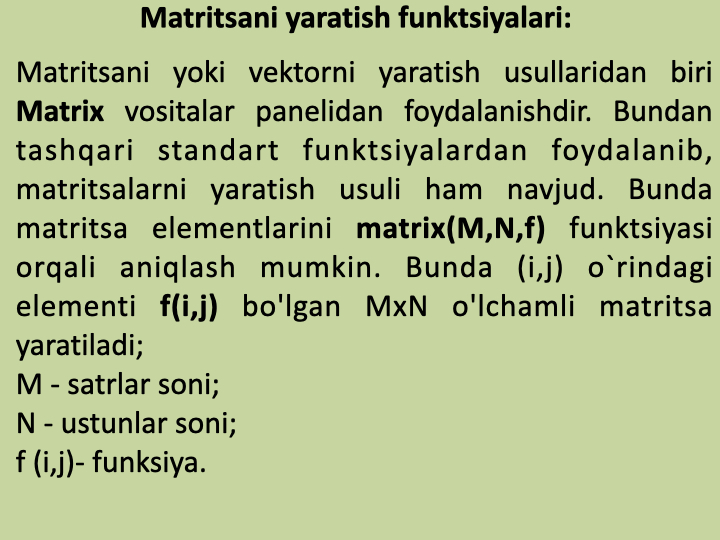 Matritsani yaratish funktsiyalari:
Matritsani yoki vektorni yaratish usullaridan biri
Matrix vositalar panelidan foydalanishdir. Bundan
tashqari standart funktsiyalardan foydalanib,
matritsalarni yaratish usuli ham navjud. Bunda
matritsa elementlarini matrix(M,N,f) funktsiyasi
orqali aniqlash mumkin. Bunda (i,j) o`rindagi
elementi f(i,j) bo'lgan MxN o'lchamli matritsa
yaratiladi;
M - satrlar soni;
N - ustunlar soni;
f (i,j)- funksiya.